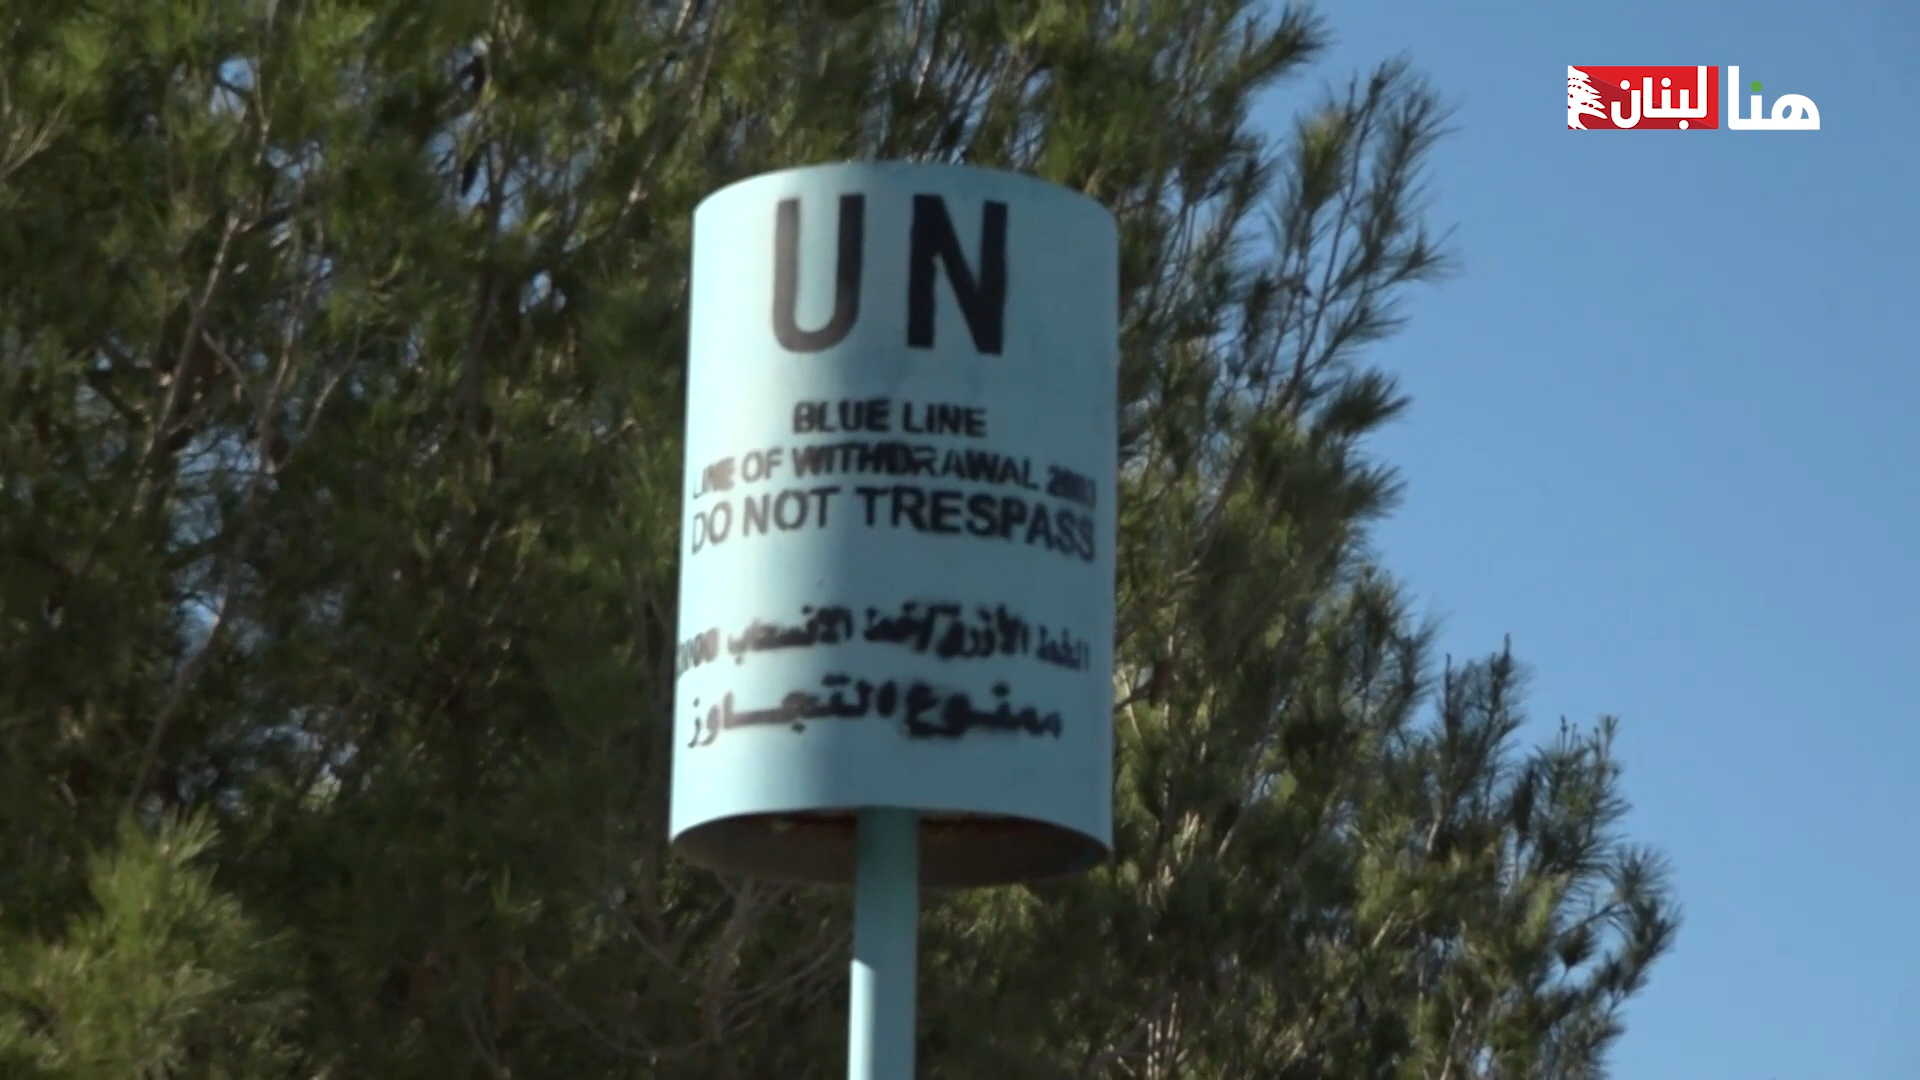 هنا لبنان
UN
BLUE LINE
LINE OF WITHDRAWAL 2000
DO NOT TRESPASS
الخط الأزرق/خط الانسحاب 2000
ممنوع التجاوز